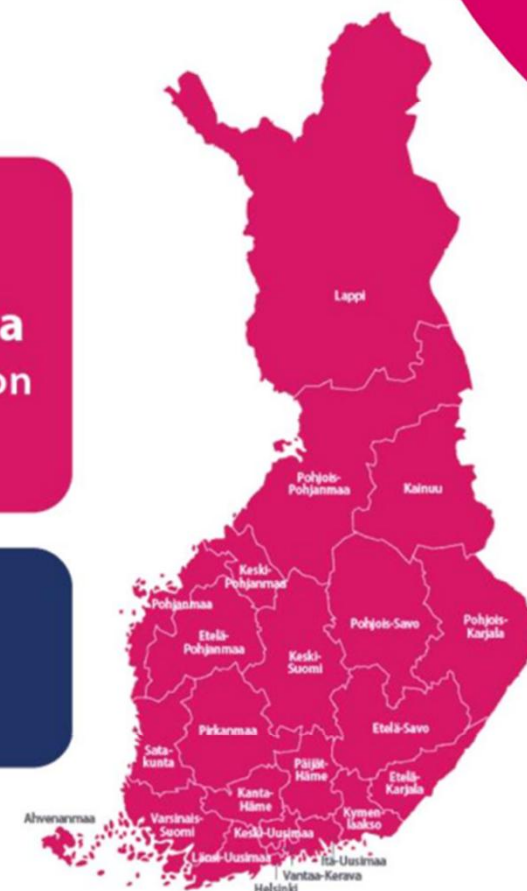 a
on
Lappi
Pohjois-
Pohjanmaa
Kainuu
Keski-
Pohjanmaa
Pohjanmaa
Etelä-
Pohjanmaa
Keski-
Suomi
Pohjois-Savo
Pohjois-
Karjala
Pirkanmaa
Etelä-Savo
Sata-
kunta
Päijät-
Häme
Etelä-
Karjala
Kanta-
Häme
Kymen-
laakso
Ahvenanmaa
Varsinais-
Suomi
Keski-Uusimaa
Länsi-Uusimaa
Itä-Uusimaa
Vantaa-Kerava
Helsinki